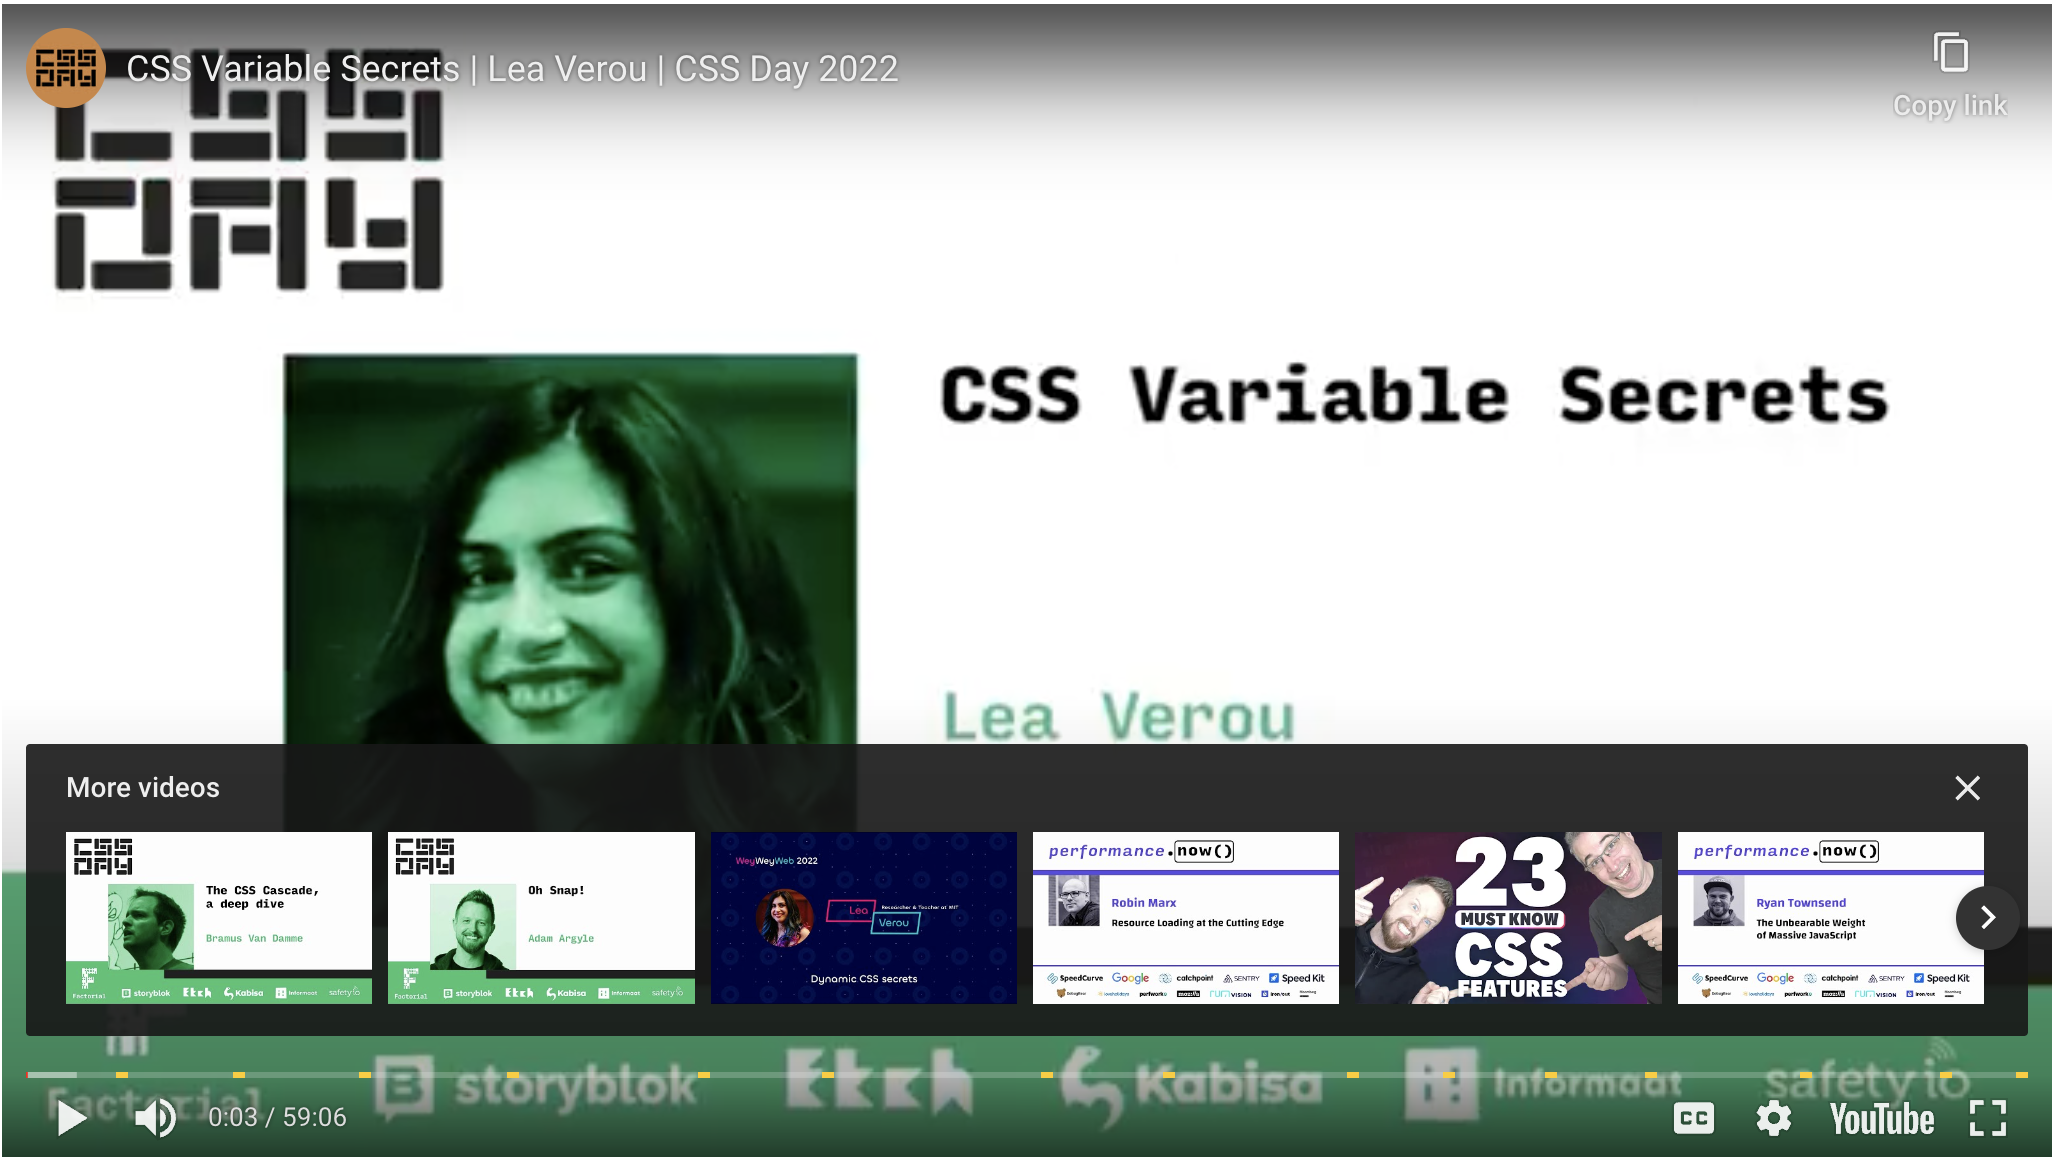 CSS DAY
CSS Variable Secrets | Lea Verou | CSS Day 2022
Copy link
CSS DAY
CSS Variable Secrets
Lea Verou
More videos
CSS DAY
The CSS Cascade,
a deep dive
Bramus Van Damme
Factorial
storyblok
Kabisa
Informaat
safety io
CSS DAY
Oh Snap!
Adam Argyle
Factorial
storyblok
Kabisa
Informaat
safety io
WeyWeyWeb 2022
Lea
Researcher & Teacher at MIT
Verou
Dynamic CSS secrets
performance.now()
Robin Marx
Resource Loading at the Cutting Edge
SpeedCurve Google catchpoint SENTRY Speed Kit
23
MUST KNOW
CSS
FEATURES
performance.now()
Ryan Townsend
The Unbearable Weight
of Massive JavaScript
SpeedCurve Google catchpoint SENTRY Speed Kit
Factorial
storyblok
Kabisa
Informaat
safety io
0:03 / 59:06
CC
YouTube